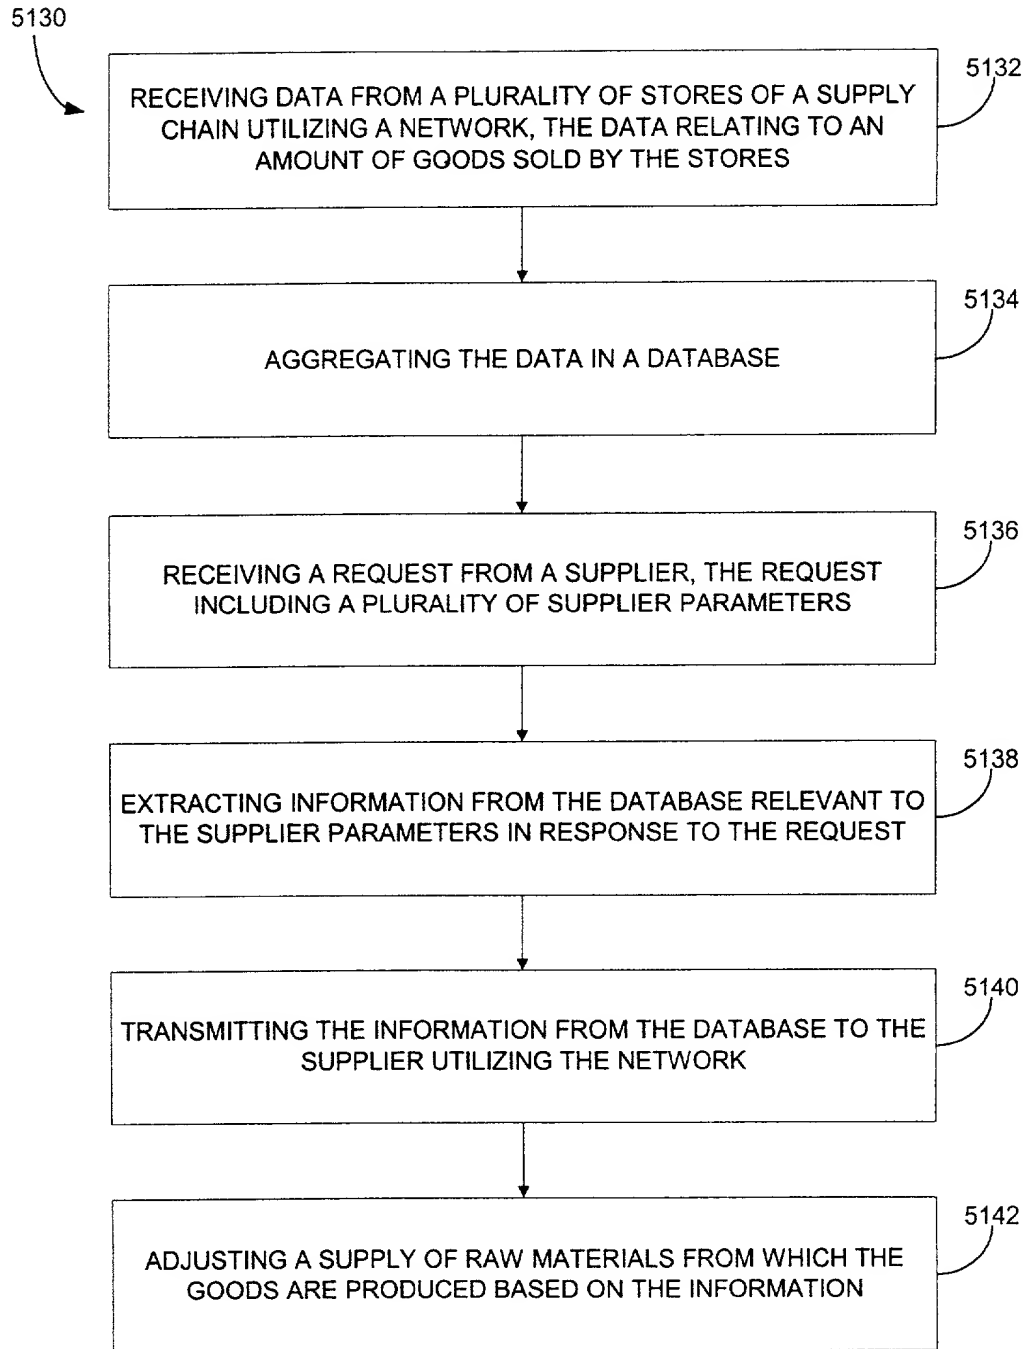 5130
5132
RECEIVING DATA FROM A PLURALITY OF STORES OF A SUPPLY
CHAIN UTILIZING A NETWORK, THE DATA RELATING TO AN
AMOUNT OF GOODS SOLD BY THE STORES
5134
AGGREGATING THE DATA IN A DATABASE
5136
RECEIVING A REQUEST FROM A SUPPLIER, THE REQUEST
INCLUDING A PLURALITY OF SUPPLIER PARAMETERS
5138
EXTRACTING INFORMATION FROM THE DATABASE RELEVANT TO
THE SUPPLIER PARAMETERS IN RESPONSE TO THE REQUEST
5140
TRANSMITTING THE INFORMATION FROM THE DATABASE TO THE
SUPPLIER UTILIZING THE NETWORK
5142
ADJUSTING A SUPPLY OF RAW MATERIALS FROM WHICH THE
GOODS ARE PRODUCED BASED ON THE INFORMATION